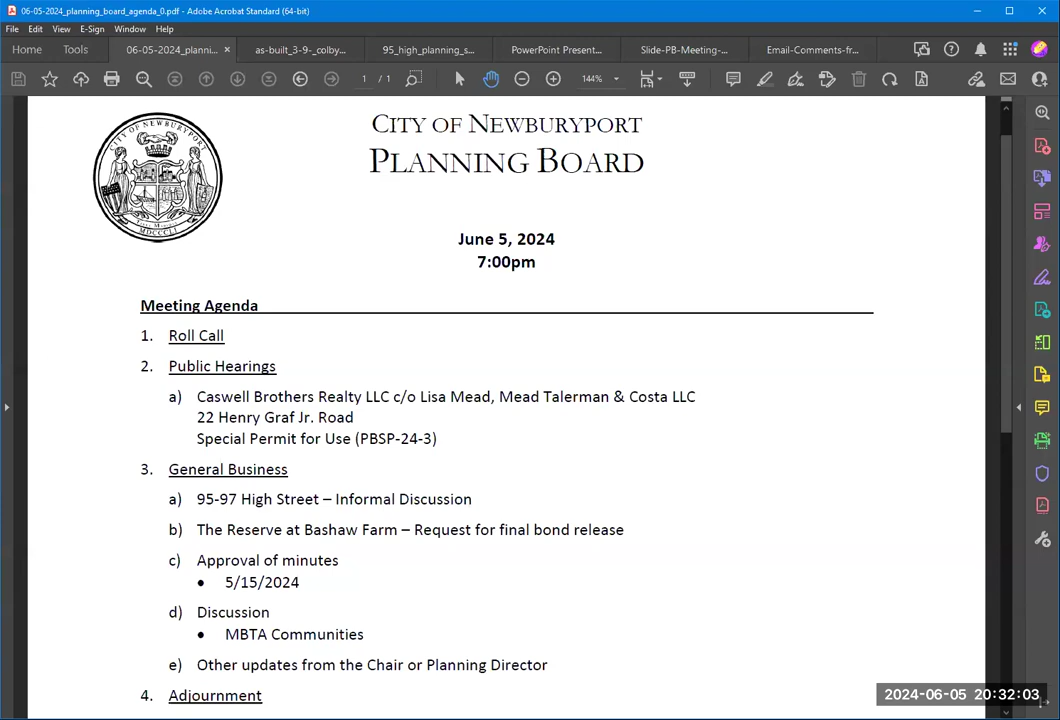 06-05-2024_planning_board_agenda_0.pdf - Adobe Acrobat Standard (64-bit)
File Edit View E-Sign Window Help
Home Tools 06-05-2024_planni... × as-built_3-9-_colby... 95_high_planning_s... PowerPoint Present... Slide-PB-Meeting-... Email-Comments-fr...
1 / 1 144%
CITY OF NEWBURYPORT
CITY OF NEWBURYPORT
PLANNING BOARD
MDCCCLI
June 5, 2024
7:00pm
Meeting Agenda
1. Roll Call
2. Public Hearings
a) Caswell Brothers Realty LLC c/o Lisa Mead, Mead Talerman & Costa LLC
22 Henry Graf Jr. Road
Special Permit for Use (PBSP-24-3)
3. General Business
a) 95-97 High Street – Informal Discussion
b) The Reserve at Bashaw Farm – Request for final bond release
c) Approval of minutes
• 5/15/2024
d) Discussion
• MBTA Communities
e) Other updates from the Chair or Planning Director
4. Adjournment
2024-06-05 20:32:03